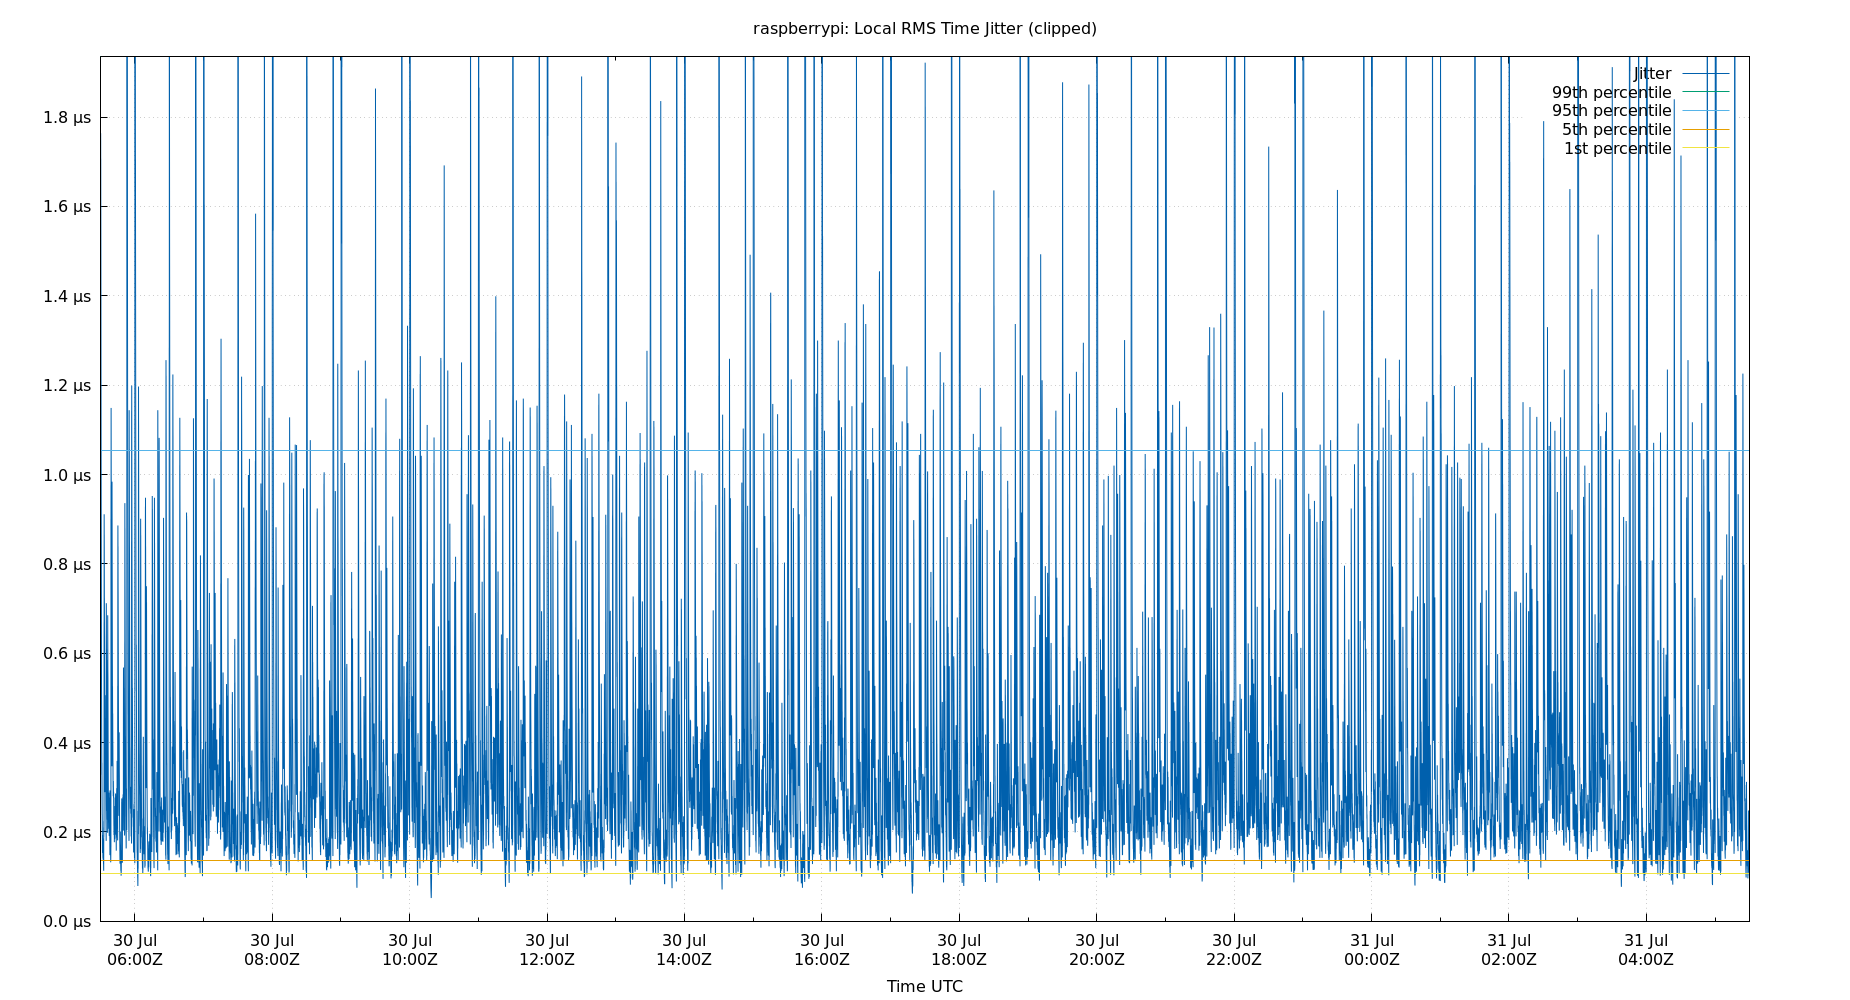 raspberrypi: Local RMS Time Jitter (clipped)
Jitter
99th percentile
95th percentile
5th percentile
1st percentile
1.8 µs
1.6 µs
1.4 µs
1.2 µs
1.0 µs
0.8 µs
0.6 µs
0.4 µs
0.2 µs
0.0 µs
30 Jul 30 Jul 30 Jul 30 Jul 30 Jul 30 Jul 30 Jul 30 Jul 30 Jul 31 Jul 31 Jul 31 Jul
06:00Z 08:00Z 10:00Z 12:00Z 14:00Z 16:00Z 18:00Z 20:00Z 22:00Z 00:00Z 02:00Z 04:00Z
Time UTC